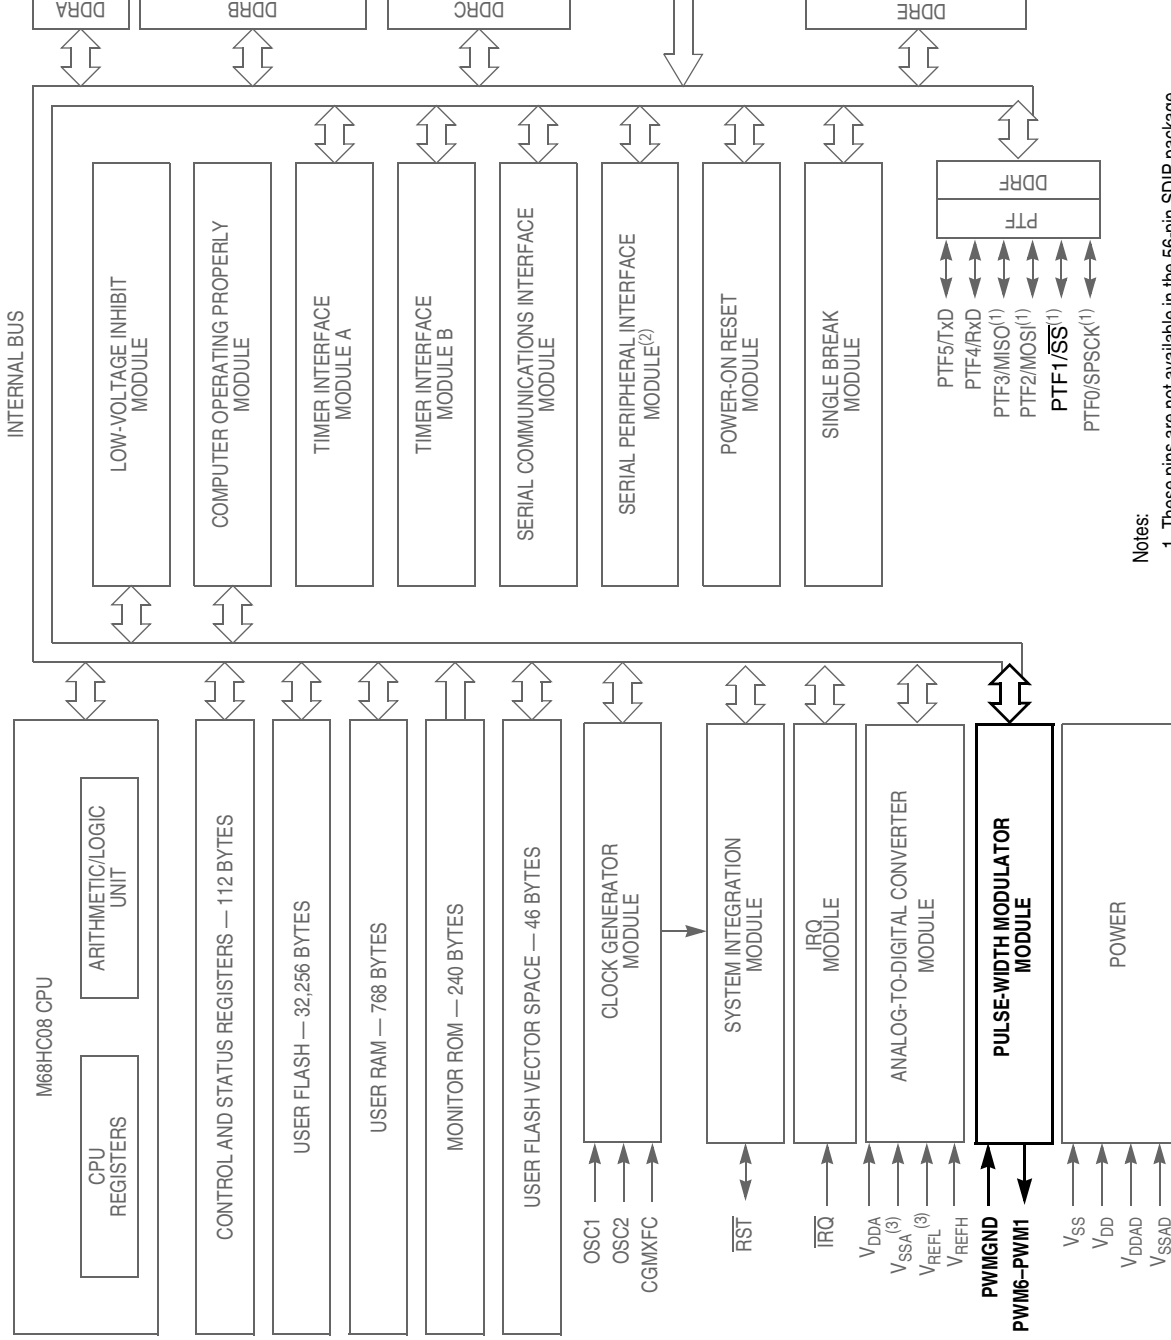 INTERNAL BUS
M68HC08 CPU
CPU
REGISTERS
ARITHMETIC/LOGIC
UNIT
CONTROL AND STATUS REGISTERS — 112 BYTES
USER FLASH — 32,256 BYTES
USER RAM — 768 BYTES
MONITOR ROM — 240 BYTES
USER FLASH VECTOR SPACE — 46 BYTES
OSC1
OSC2
CGMXFC
CLOCK GENERATOR
MODULE
RST
SYSTEM INTEGRATION
MODULE
IRQ
IRQ
MODULE
VDDA
VSSA(3)
VREFL(3)
VREFH
ANALOG-TO-DIGITAL CONVERTER
MODULE
PWMGND
PWM6–PWM1
PULSE-WIDTH MODULATOR
MODULE
VSS
VDD
VDDAD
VSSAD
POWER
LOW-VOLTAGE INHIBIT
MODULE
COMPUTER OPERATING PROPERLY
MODULE
TIMER INTERFACE
MODULE A
TIMER INTERFACE
MODULE B
SERIAL COMMUNICATIONS INTERFACE
MODULE
SERIAL PERIPHERAL INTERFACE
MODULE(2)
POWER-ON RESET
MODULE
SINGLE BREAK
MODULE
DDRA
DDRB
DDRC
DDRE
DDRF
PTF
PTF5/TxD
PTF4/RxD
PTF3/MISO(1)
PTF2/MOSI(1)
PTF1/SS(1)
PTF0/SPSCK(1)
Notes:
1. These pins are not available in the 56-pin SDIP package